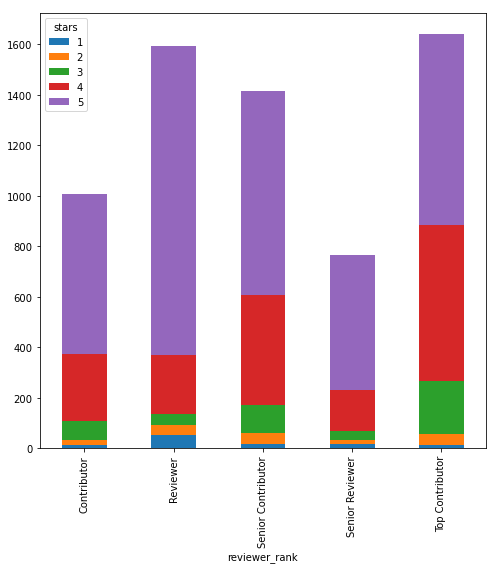 stars
1
2
3
4
5
1600
1400
1200
1000
800
600
400
200
0
Contributor
Reviewer
Senior Contributor
Senior Reviewer
Top Contributor
reviewer_rank